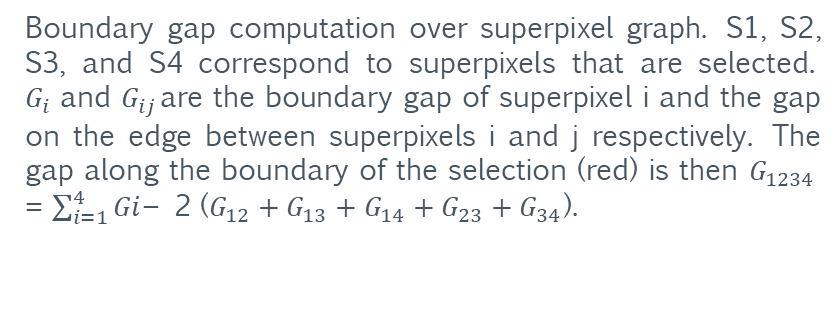 Boundary gap computation over superpixel graph. S1, S2,
S3, and S4 correspond to superpixels that are selected.
G_i and G_{ij} are the boundary gap of superpixel i and the gap
on the edge between superpixels i and j respectively. The
gap along the boundary of the selection (red) is then G_{1234}
= \sum_{i=1}^{4} Gi− 2 (G_{12} + G_{13} + G_{14} + G_{23} + G_{34}).